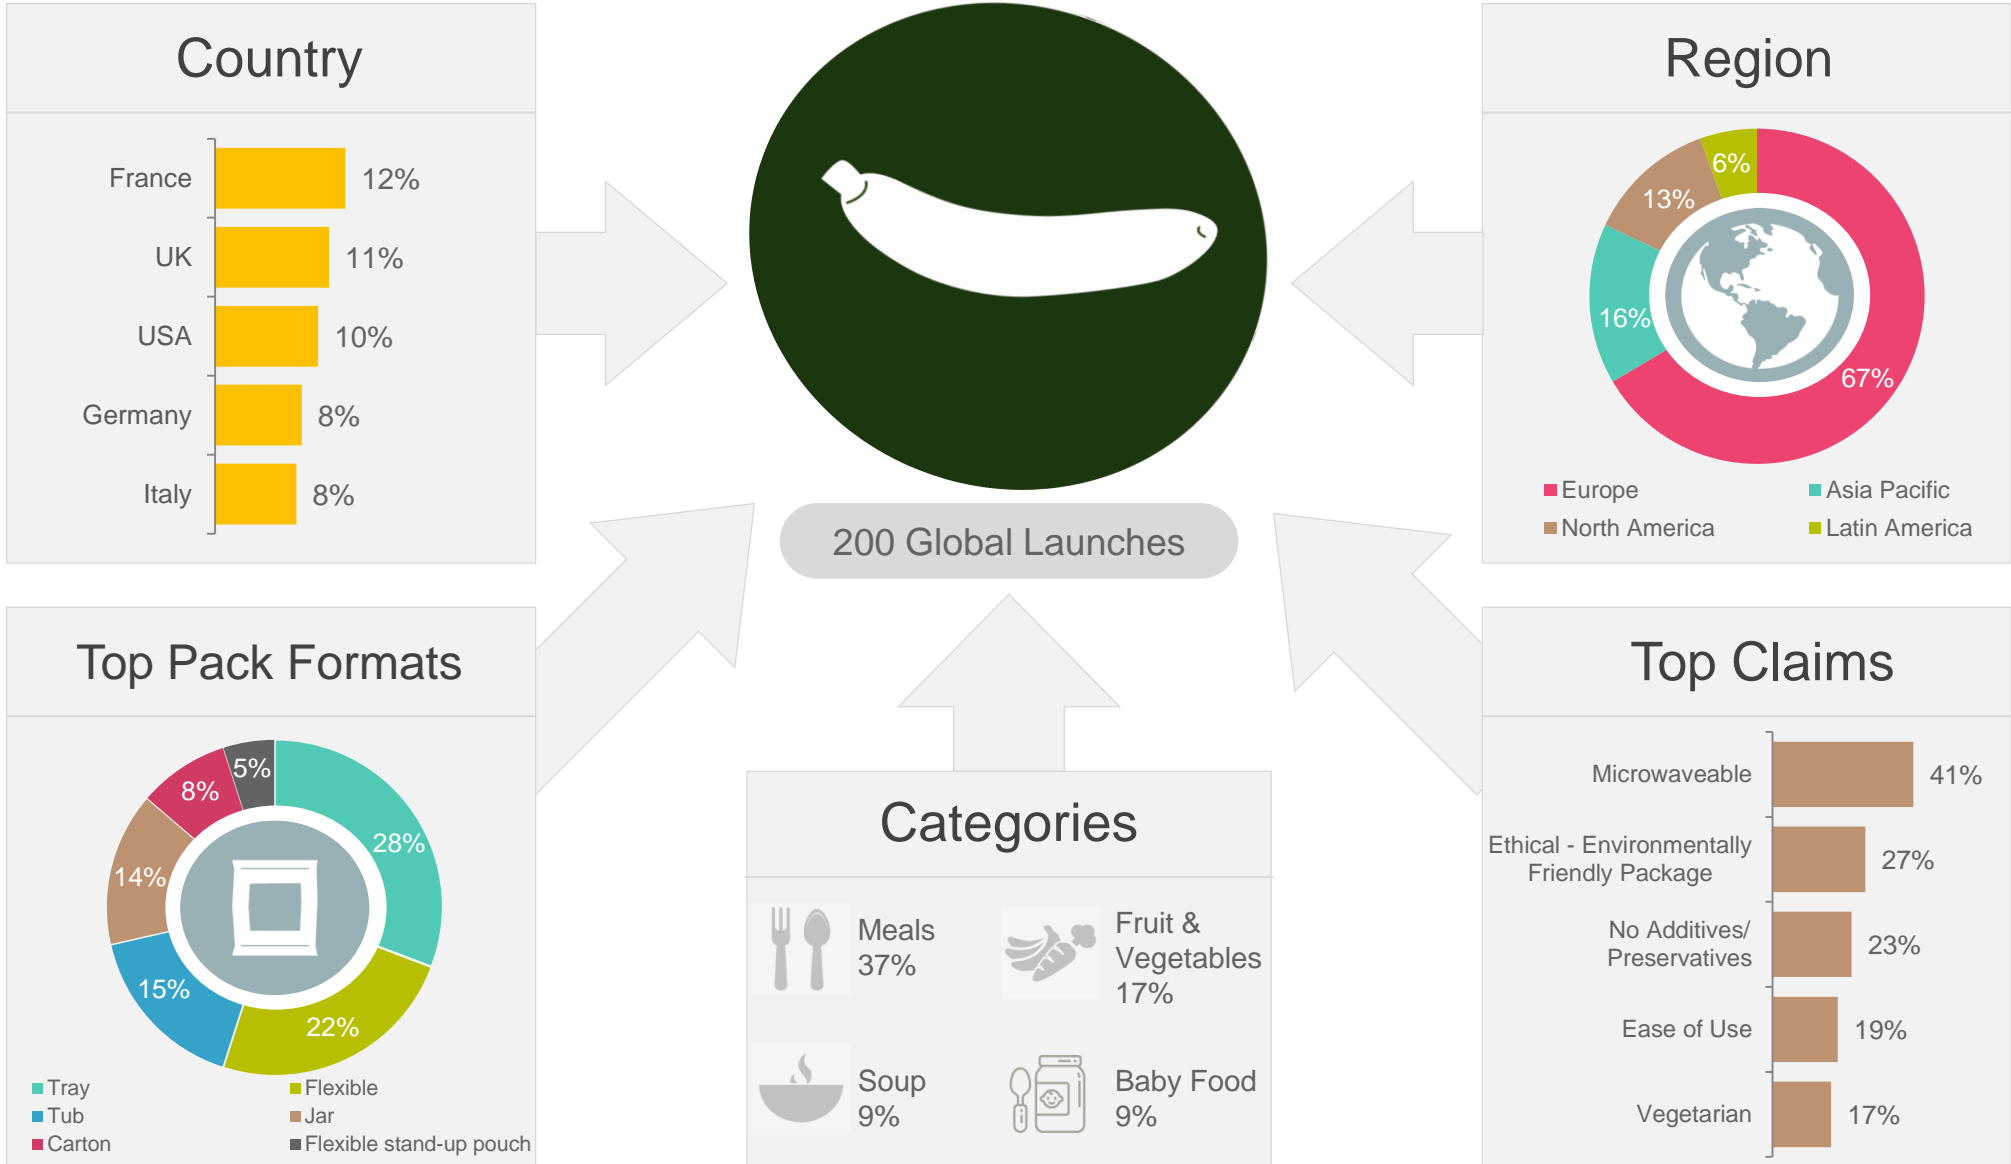 Country
France
12%
UK
11%
USA
10%
Germany
8%
Italy
8%
200 Global Launches
Region
6%
13%
16%
67%
Europe
Asia Pacific
North America
Latin America
Top Pack Formats
5%
8%
28%
14%
15%
22%
Tray
Flexible
Tub
Jar
Carton
Flexible stand-up pouch
Categories
Meals
37%
Fruit &
Vegetables
17%
Soup
9%
Baby Food
9%
Top Claims
Microwaveable
41%
Ethical - Environmentally
Friendly Package
27%
No Additives/
Preservatives
23%
Ease of Use
19%
Vegetarian
17%